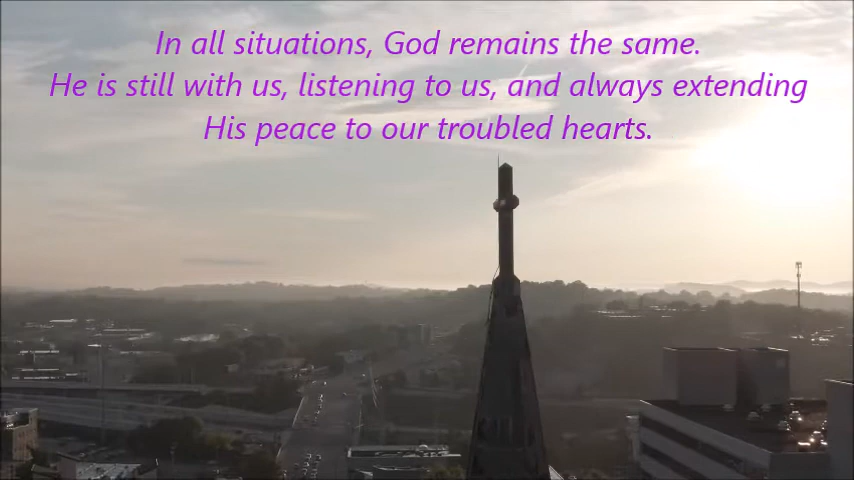 In all situations, God remains the same.
He is still with us, listening to us, and always extending
His peace to our troubled hearts.